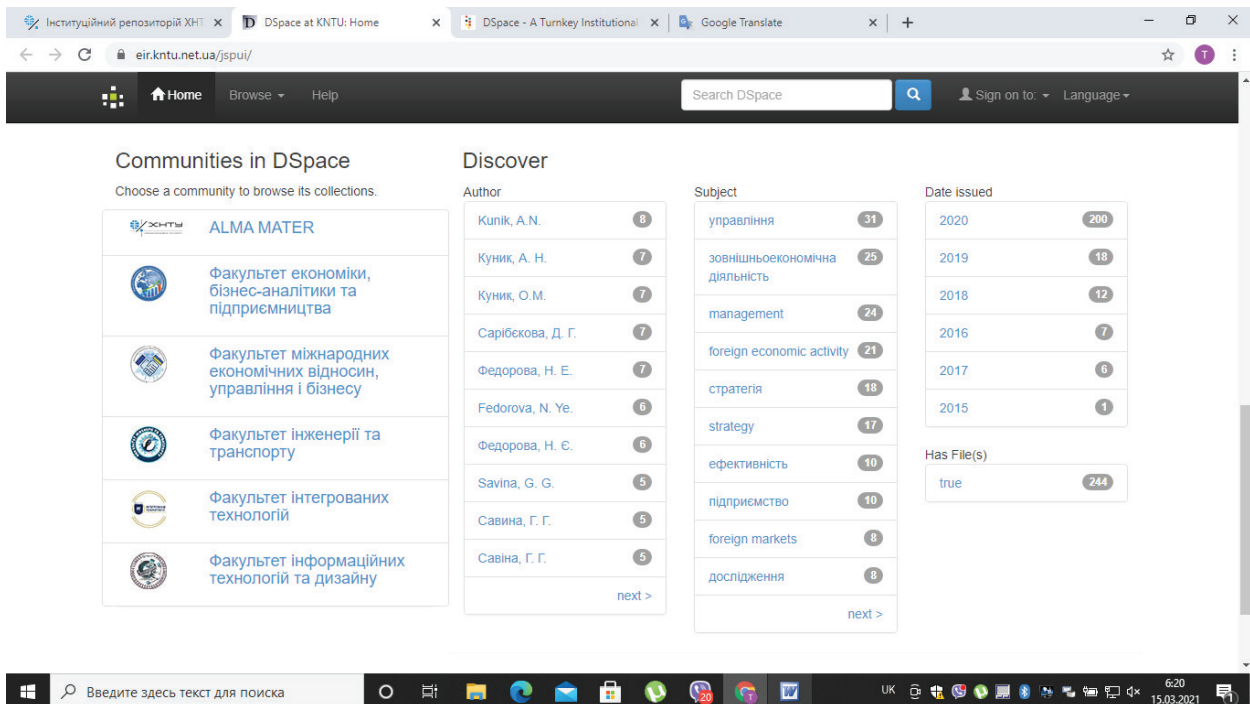 Інституційний репозиторій ХНТ
DSpace at KNTU: Home
DSpace - A Turnkey Institutional
Google Translate
eir.kntu.net.ua/jspui/
T
Home
Browse
Help
Search DSpace
Sign on to:
Language
Communities in DSpace
Choose a community to browse its collections.
ХНТУ
ALMA MATER
Факультет економіки,
бізнес-аналітики та
підприємництва
Факультет міжнародних
економічних відносин,
управління і бізнесу
Факультет інженерії та
транспорту
Факультет інтегрованих
технологій
Факультет інформаційних
технологій та дизайну
Discover
Author
Kunik, A.N. 8
Куник, А. Н. 7
Куник, О.М. 7
Сарібєкова, Д. Г. 7
Федорова, Н. Е. 7
Fedorova, N. Ye. 6
Федорова, Н. Є. 6
Savina, G. G. 5
Савина, Г. Г. 5
Савіна, Г. Г. 5
next >
Subject
управління 31
зовнішньоекономічна 25
діяльність
management 24
foreign economic activity 21
стратегія 18
strategy 17
ефективність 10
підприємство 10
foreign markets 8
дослідження 8
next >
Date issued
2020 200
2019 18
2018 12
2016 7
2017 6
2015 1
Has File(s)
true 244
Введите здесь текст для поиска
20
UK
6:20
15.03.2021